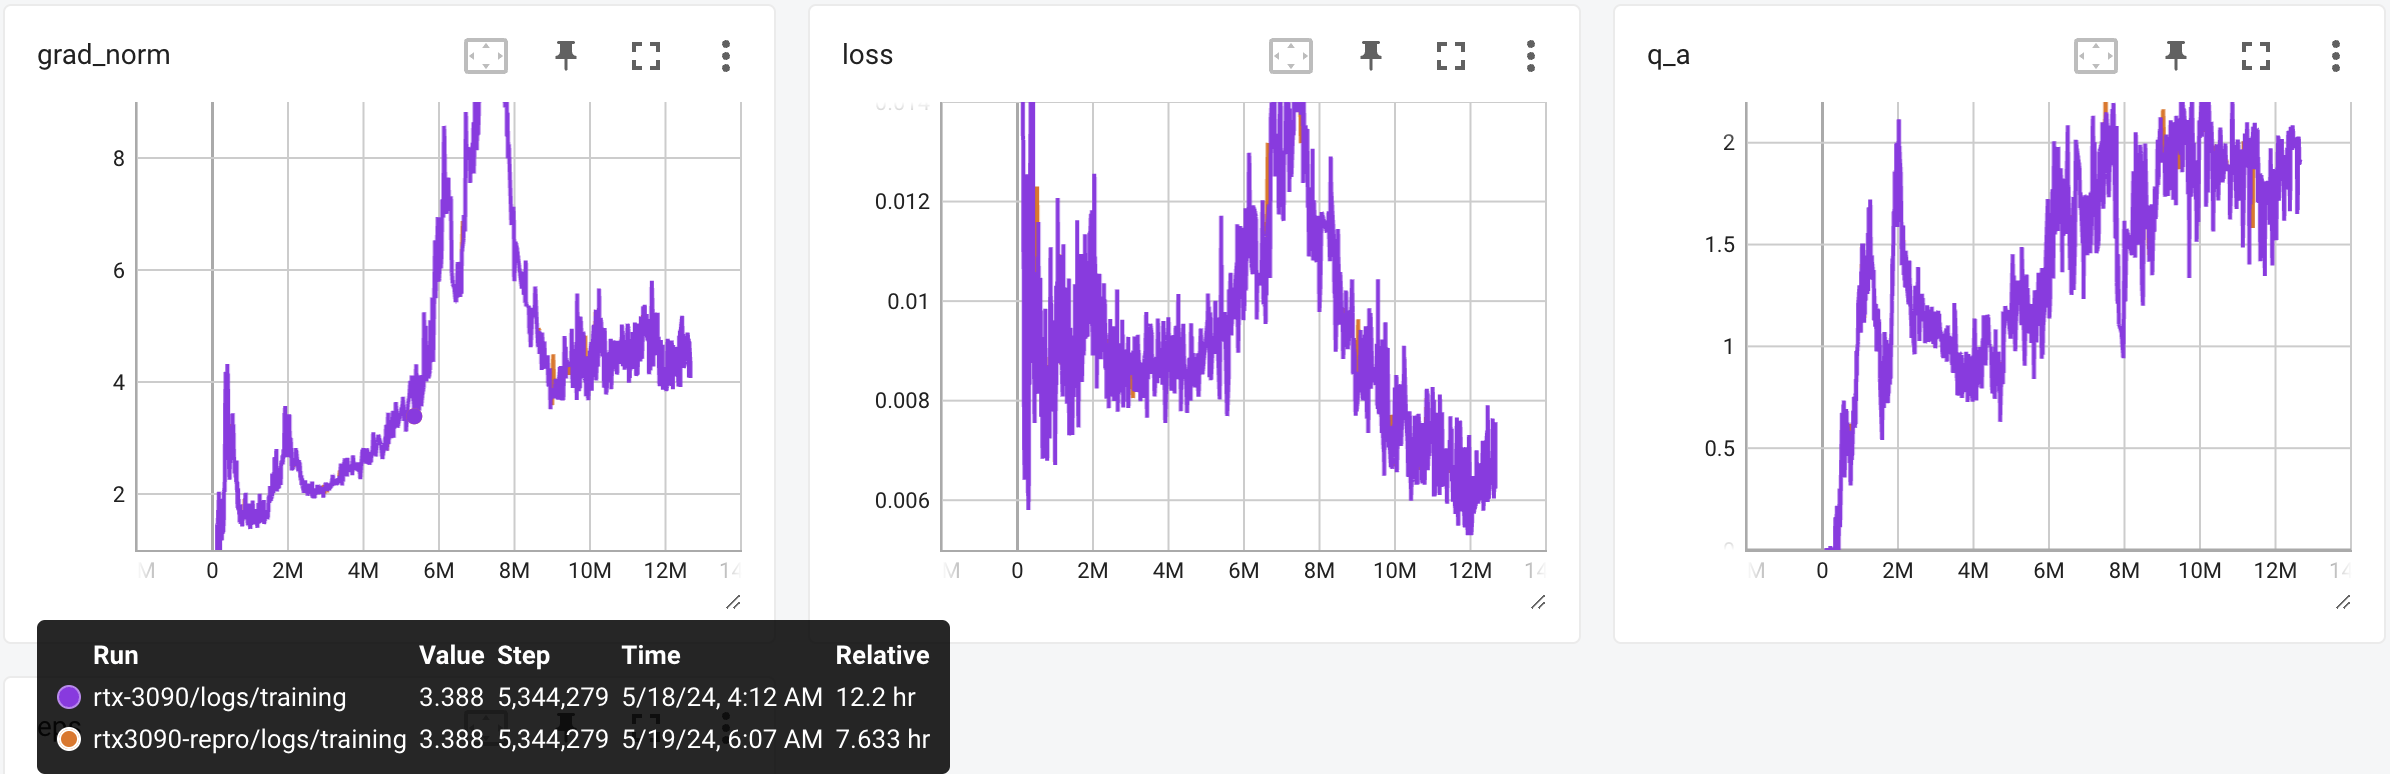 grad_norm
8
6
4
2
M 0 2M 4M 6M 8M 10M 12M 14
loss
0.014
0.012
0.01
0.008
0.006
M 0 2M 4M 6M 8M 10M 12M 14
q_a
2
1.5
1
0.5
0
M 0 2M 4M 6M 8M 10M 12M 14
Run Value Step Time Relative
rtx-3090/logs/training 3.388 5,344,279 5/18/24, 4:12 AM 12.2 hr
rtx3090-repro/logs/training 3.388 5,344,279 5/19/24, 6:07 AM 7.633 hr
eps